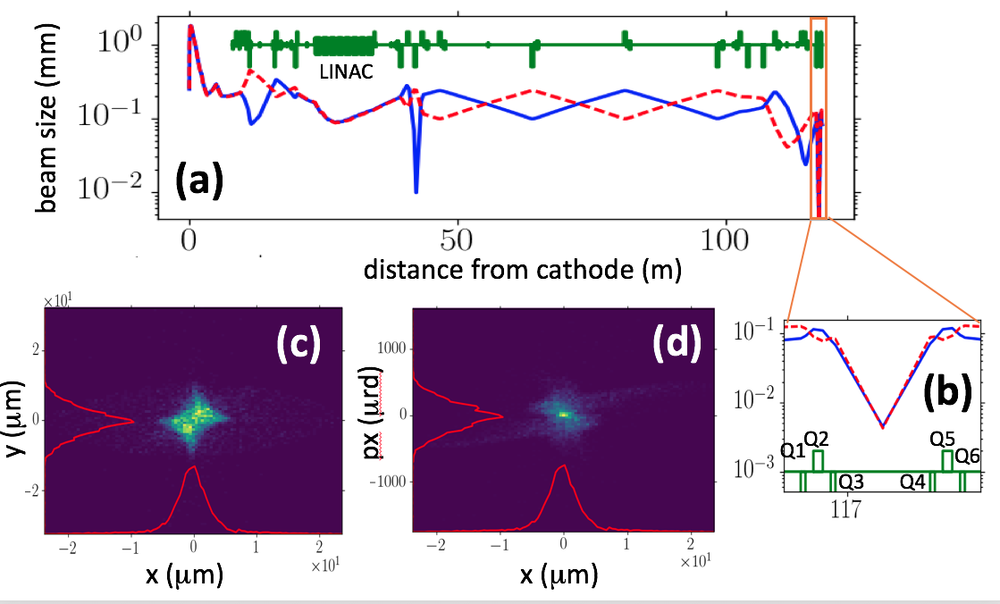 beam size (mm)
10⁰
10⁻¹
10⁻²
LINAC
(a)
0
50
100
distance from cathode (m)
×10¹
2
0
−2
y (μm)
(c)
−2
−1
0
1
2
×10¹
x (μm)
1000
0
−1000
px (μrd)
(d)
−2
−1
0
1
2
×10¹
x (μm)
10⁻¹
10⁻²
10⁻³
(b)
Q1
Q2
Q3
Q4
Q5
Q6
117